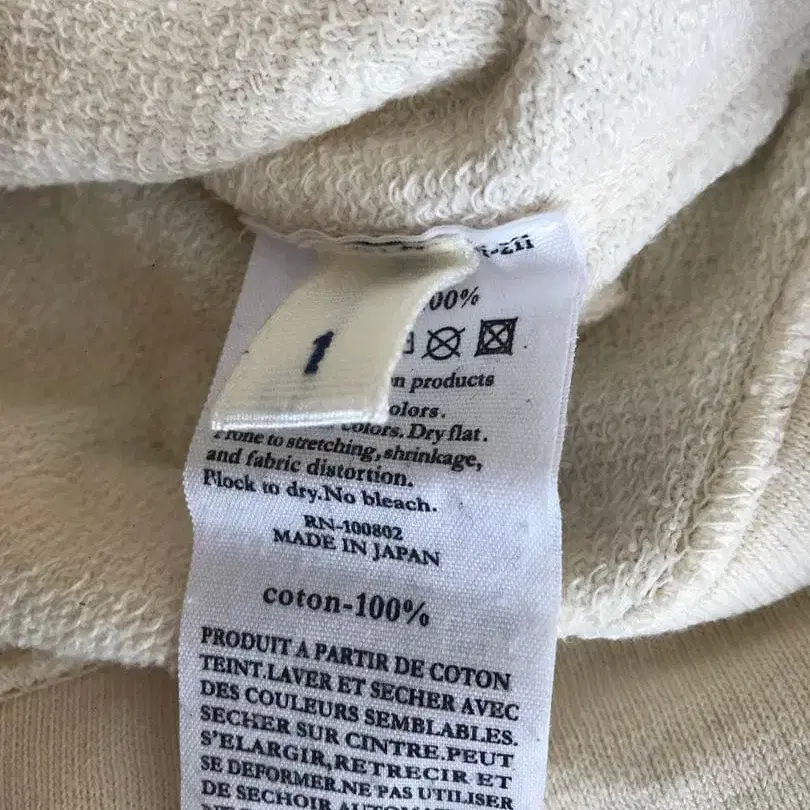 1
00%
n products
olors.
colors. Dry flat.
Prone to stretching, shrinkage,
and fabric distortion.
Block to dry. No bleach.
RN-100802
MADE IN JAPAN
coton-100%
PRODUIT A PARTIR DE COTON
TEINT.LAVER ET SECHER AVEC
DES COULEURS SEMBLABLES.
SECHER SUR CINTRE.PEUT
S'ELARGIR,RETRECIR ET
SE DEFORMER.NE PAS UTILISER
DE SECHOIR